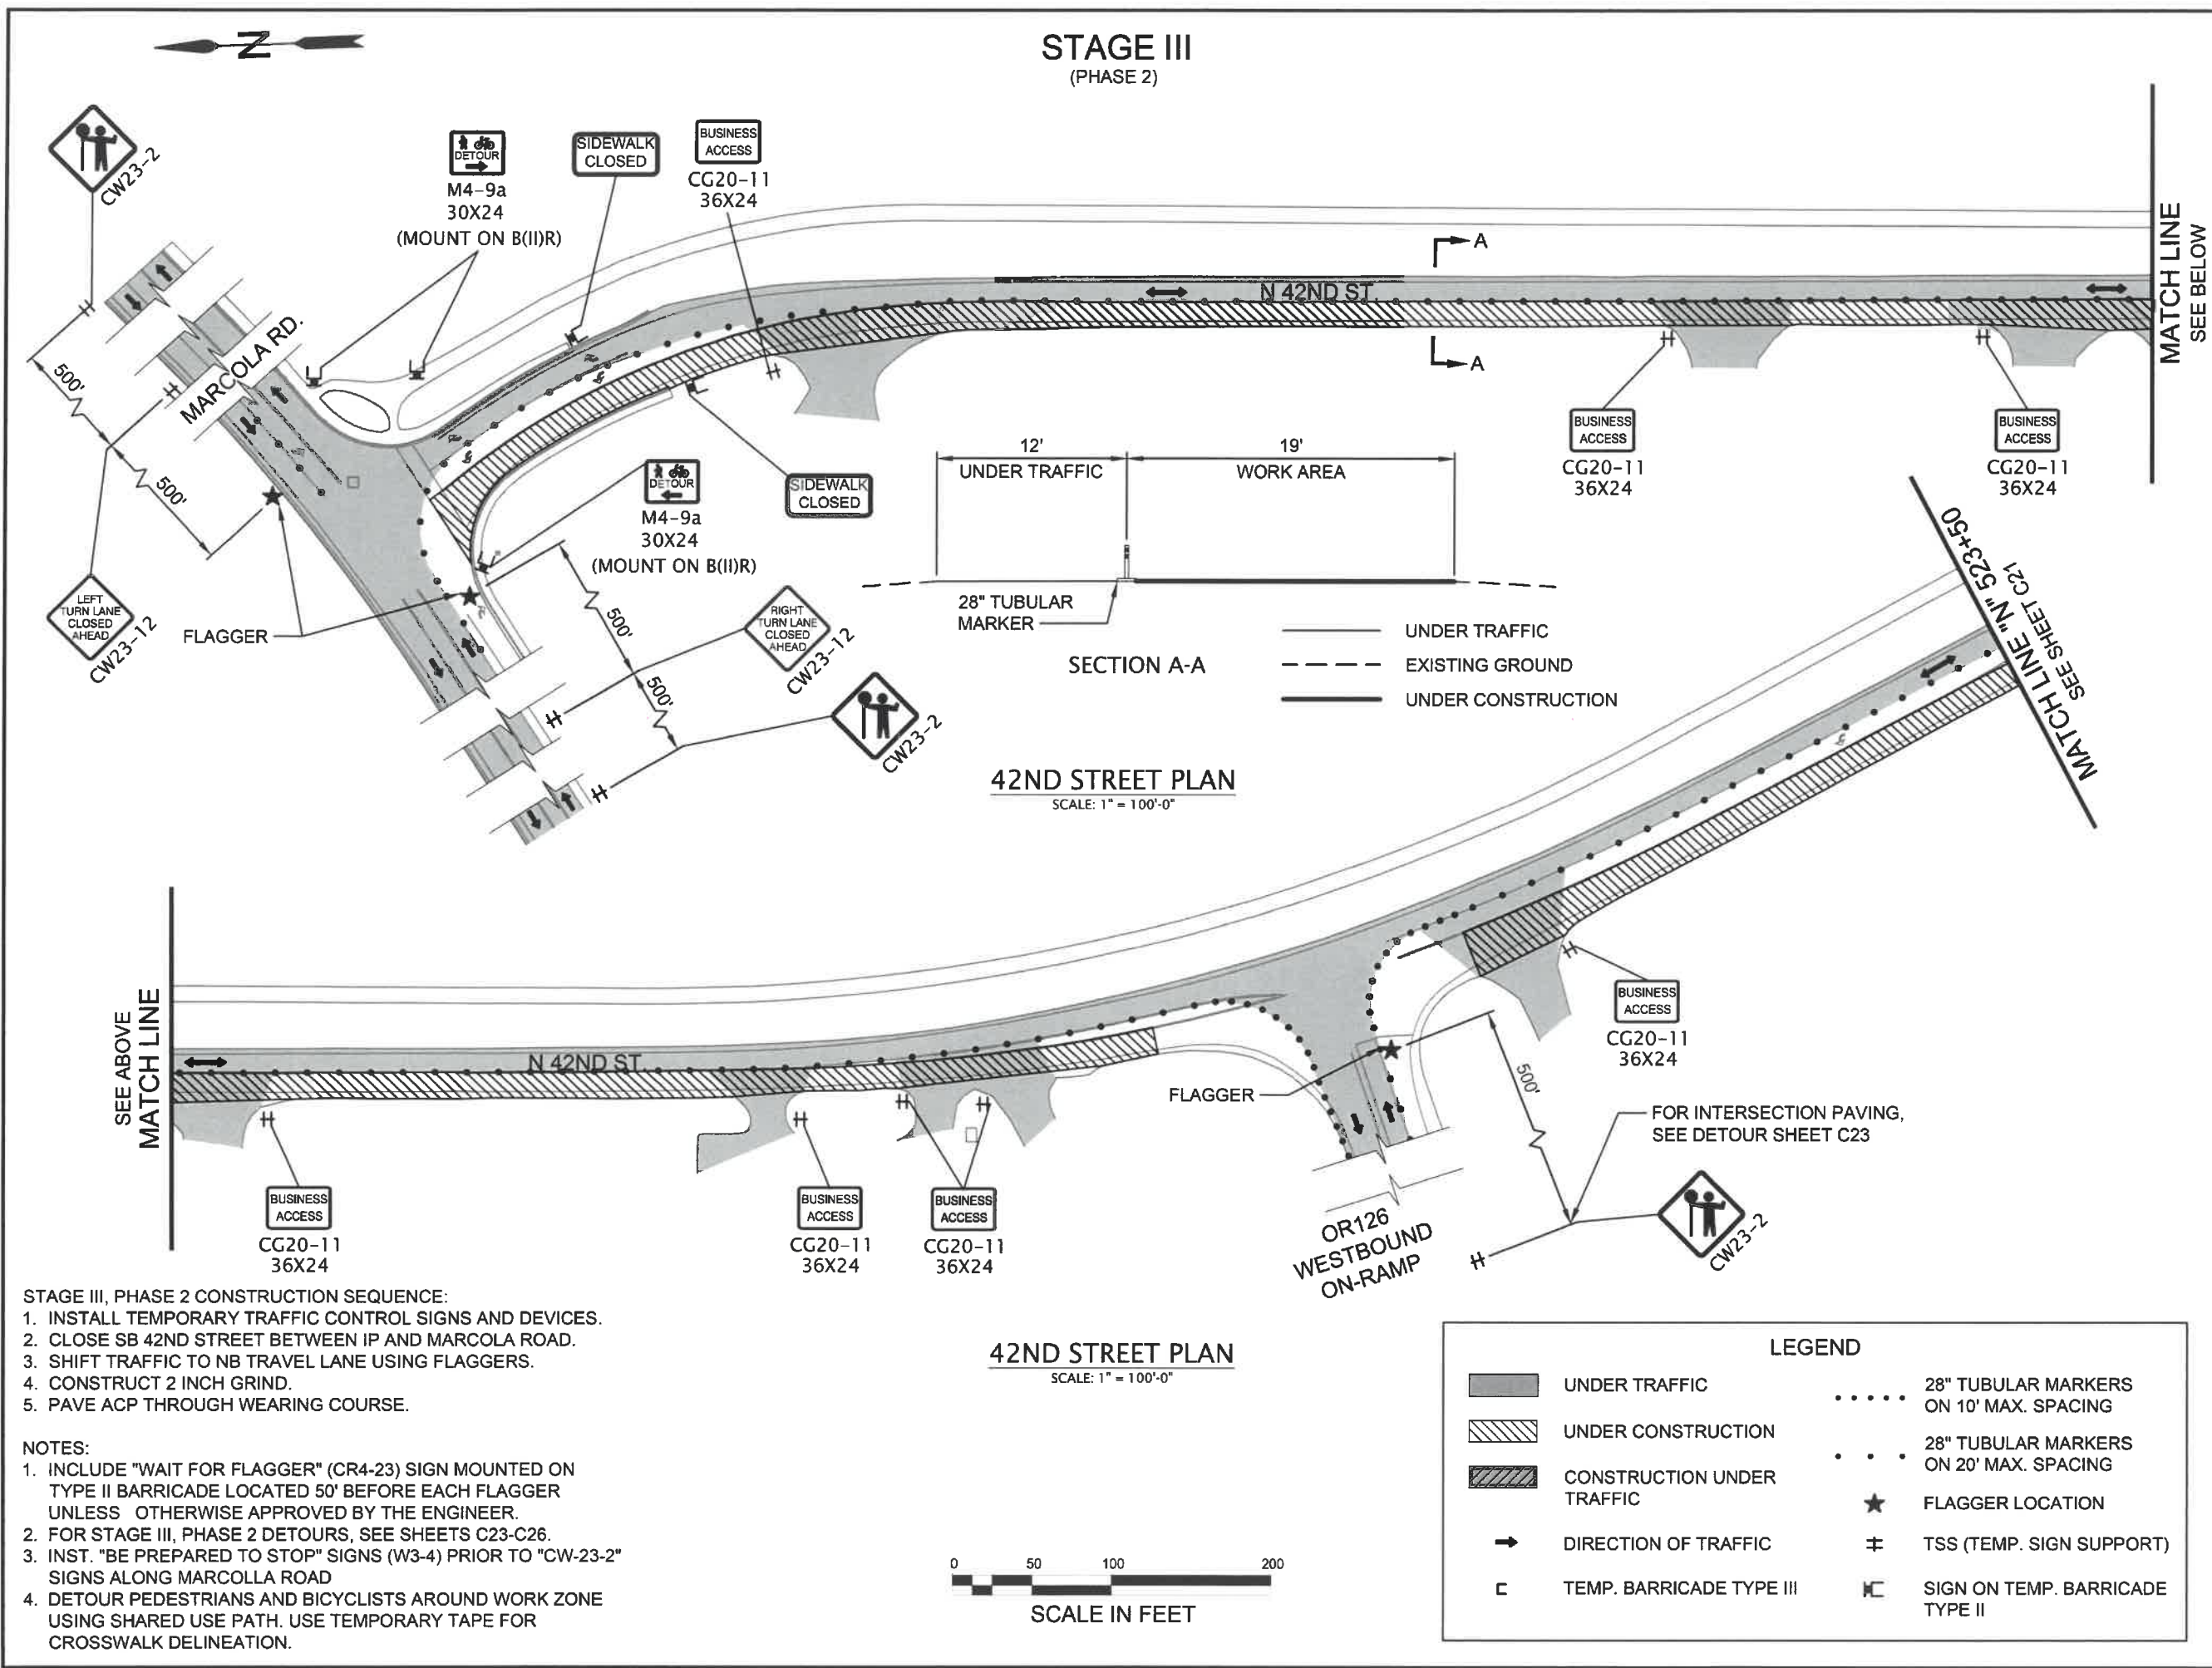 N
STAGE III
(PHASE 2)
CW23-2
DETOUR
M4-9a
30X24
(MOUNT ON B(II)R)
SIDEWALK
CLOSED
BUSINESS
ACCESS
CG20-11
36X24
A
A
N 42ND ST.
MATCH LINE
SEE BELOW
MARCOLA RD.
500'
500'
LEFT
TURN LANE
CLOSED
AHEAD
CW23-12
FLAGGER
DETOUR
M4-9a
30X24
(MOUNT ON B(II)R)
SIDEWALK
CLOSED
500'
500'
RIGHT
TURN LANE
CLOSED
AHEAD
CW23-12
CW23-2
12'
UNDER TRAFFIC
19'
WORK AREA
28" TUBULAR
MARKER
SECTION A-A
UNDER TRAFFIC
EXISTING GROUND
UNDER CONSTRUCTION
BUSINESS
ACCESS
CG20-11
36X24
BUSINESS
ACCESS
CG20-11
36X24
42ND STREET PLAN
SCALE: 1" = 100'-0"
MATCH LINE "N" 523+50
SEE SHEET C21
SEE ABOVE
MATCH LINE
N 42ND ST.
BUSINESS
ACCESS
CG20-11
36X24
BUSINESS
ACCESS
CG20-11
36X24
BUSINESS
ACCESS
CG20-11
36X24
FLAGGER
OR126
WESTBOUND
ON-RAMP
BUSINESS
ACCESS
CG20-11
36X24
500'
FOR INTERSECTION PAVING,
SEE DETOUR SHEET C23
CW23-2
42ND STREET PLAN
SCALE: 1" = 100'-0"
STAGE III, PHASE 2 CONSTRUCTION SEQUENCE:
1. INSTALL TEMPORARY TRAFFIC CONTROL SIGNS AND DEVICES.
2. CLOSE SB 42ND STREET BETWEEN IP AND MARCOLA ROAD.
3. SHIFT TRAFFIC TO NB TRAVEL LANE USING FLAGGERS.
4. CONSTRUCT 2 INCH GRIND.
5. PAVE ACP THROUGH WEARING COURSE.
NOTES:
1. INCLUDE "WAIT FOR FLAGGER" (CR4-23) SIGN MOUNTED ON
TYPE II BARRICADE LOCATED 50' BEFORE EACH FLAGGER
UNLESS OTHERWISE APPROVED BY THE ENGINEER.
2. FOR STAGE III, PHASE 2 DETOURS, SEE SHEETS C23-C26.
3. INST. "BE PREPARED TO STOP" SIGNS (W3-4) PRIOR TO "CW-23-2"
SIGNS ALONG MARCOLLA ROAD
4. DETOUR PEDESTRIANS AND BICYCLISTS AROUND WORK ZONE
USING SHARED USE PATH. USE TEMPORARY TAPE FOR
CROSSWALK DELINEATION.
0 50 100 200
SCALE IN FEET
LEGEND
UNDER TRAFFIC
UNDER CONSTRUCTION
CONSTRUCTION UNDER
TRAFFIC
DIRECTION OF TRAFFIC
TEMP. BARRICADE TYPE III
28" TUBULAR MARKERS
ON 10' MAX. SPACING
28" TUBULAR MARKERS
ON 20' MAX. SPACING
FLAGGER LOCATION
TSS (TEMP. SIGN SUPPORT)
SIGN ON TEMP. BARRICADE
TYPE II